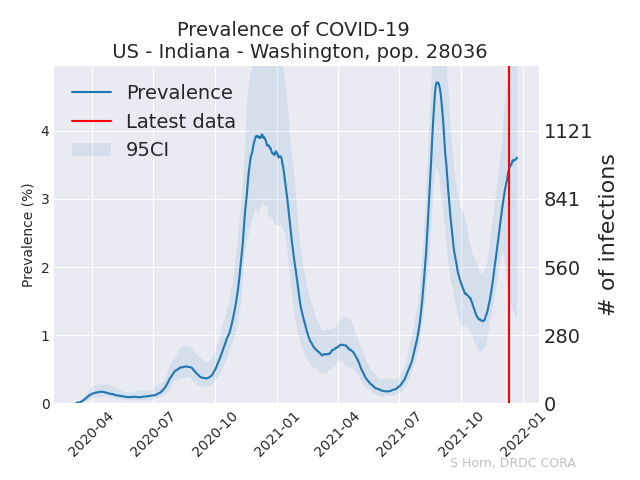 Prevalence of COVID-19
US - Indiana - Washington, pop. 28036
Prevalence
Latest data
95CI
Prevalence (%)
4
3
2
1
0
1121
841
560
280
0
# of infections
2020-04
2020-07
2020-10
2021-01
2021-04
2021-07
2021-10
2022-01
S Horn, DRDC CORA